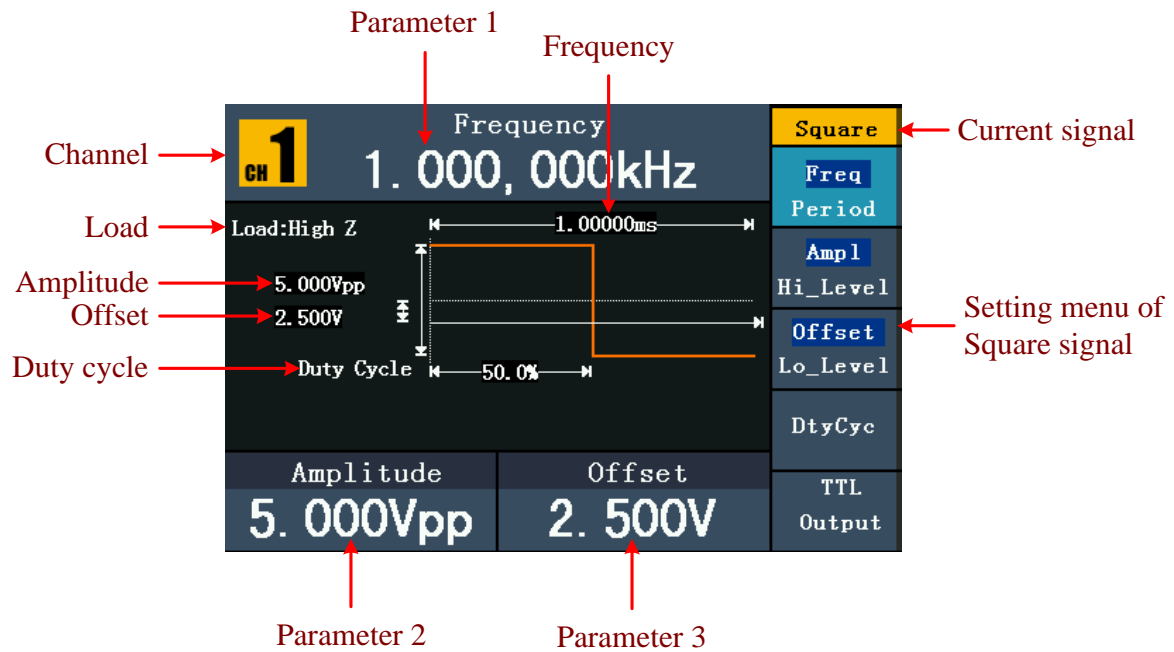 Parameter 1
Frequency
Frequency
Square
Current signal
Channel
CH 1
1. 000, 000kHz
Freq
Period
Load
Load:High Z
1.00000ms
Ampl
Hi_Level
Amplitude
5. 000Vpp
Offset
2. 500V
Offset
Lo_Level
Setting menu of
Square signal
Duty cycle
Duty Cycle
50. 0%
DtyCyc
Amplitude
Offset
5. 000Vpp
2. 500V
TTL
Output
Parameter 2
Parameter 3